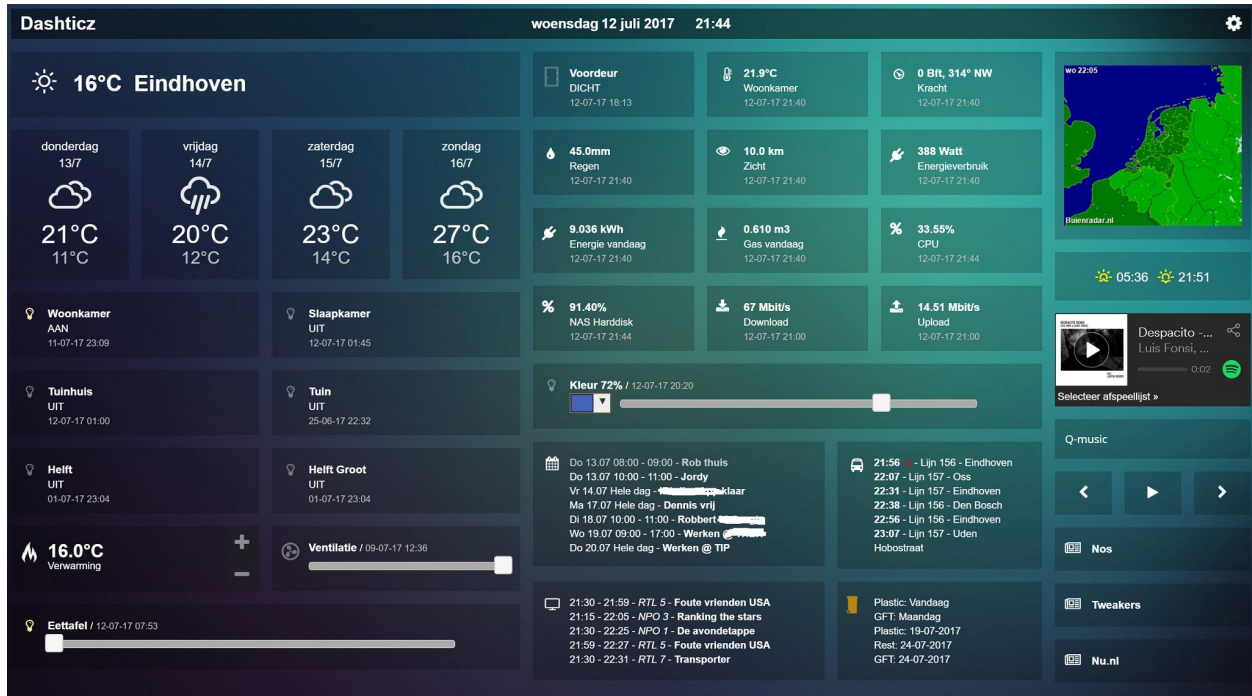 Dashticz
woensdag 12 juli 2017 21:44
16°C Eindhoven
donderdag
13/7
21°C
11°C
vrijdag
14/7
20°C
12°C
zaterdag
15/7
23°C
14°C
zondag
16/7
27°C
16°C
Woonkamer
AAN
11-07-17 23:09
Slaapkamer
UIT
12-07-17 01:45
Tuinhuis
UIT
12-07-17 01:00
Tuin
UIT
25-06-17 22:32
Helft
UIT
01-07-17 23:04
Helft Groot
UIT
01-07-17 23:04
16.0°C
Verwarming
+
−
Ventilatie / 09-07-17 12:36
Eettafel / 12-07-17 07:53
Voordeur
DICHT
12-07-17 18:13
21.9°C
Woonkamer
12-07-17 21:40
0 Bft, 314° NW
Kracht
12-07-17 21:40
45.0mm
Regen
12-07-17 21:40
10.0 km
Zicht
12-07-17 21:40
388 Watt
Energieverbruik
12-07-17 21:40
9.036 kWh
Energie vandaag
12-07-17 21:40
0.610 m3
Gas vandaag
12-07-17 21:40
% 33.55%
CPU
12-07-17 21:44
% 91.40%
NAS Harddisk
12-07-17 21:44
67 Mbit/s
Download
12-07-17 21:00
14.51 Mbit/s
Upload
12-07-17 21:00
Kleur 72% / 12-07-17 20:20
Do 13.07 08:00 - 09:00 - Rob thuis
Do 13.07 10:00 - 11:00 - Jordy
Vr 14.07 Hele dag - klaar
Ma 17.07 Hele dag - Dennis vrij
Di 18.07 10:00 - 11:00 - Robbert
Wo 19.07 09:00 - 17:00 - Werken @
Do 20.07 Hele dag - Werken @ TIP
21:56 - Lijn 156 - Eindhoven
22:07 - Lijn 157 - Oss
22:31 - Lijn 157 - Eindhoven
22:38 - Lijn 156 - Den Bosch
22:56 - Lijn 156 - Eindhoven
23:07 - Lijn 157 - Uden
Hobostraat
21:30 - 21:59 - RTL 5 - Foute vrienden USA
21:15 - 22:05 - NPO 3 - Ranking the stars
21:30 - 22:25 - NPO 1 - De avondetappe
21:59 - 22:27 - RTL 5 - Foute vrienden USA
21:30 - 22:31 - RTL 7 - Transporter
Plastic: Vandaag
GFT: Maandag
Plastic: 19-07-2017
Rest: 24-07-2017
GFT: 24-07-2017
wo 22:05
Buienradar.nl
05:36 21:51
Despacito -...
Luis Fonsi, ...
0:02
Selecteer afspeellijst »
Q-music
Nos
Tweakers
Nu.nl